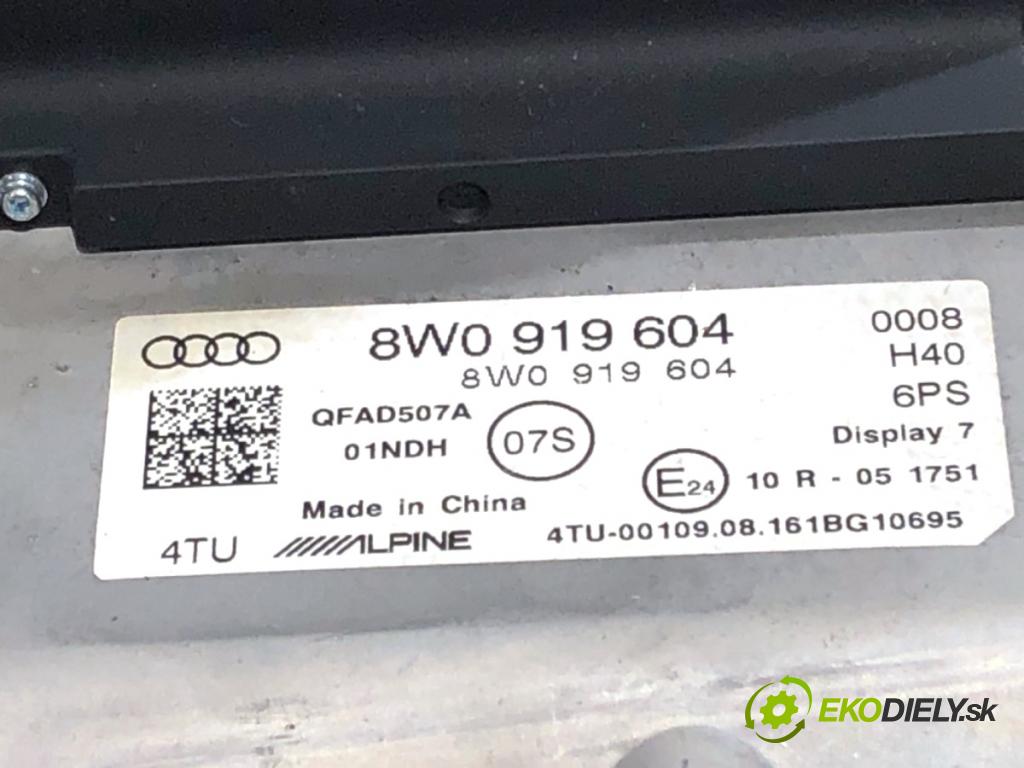 8W0 919 604
0008
8W0 919 604
H40
6PS
QFAD507A
01NDH
07S
Display 7
E24
10 R - 05 1751
Made in China
4TU
ALPINE
4TU-00109.08.161BG10695
EKODIELY.sk